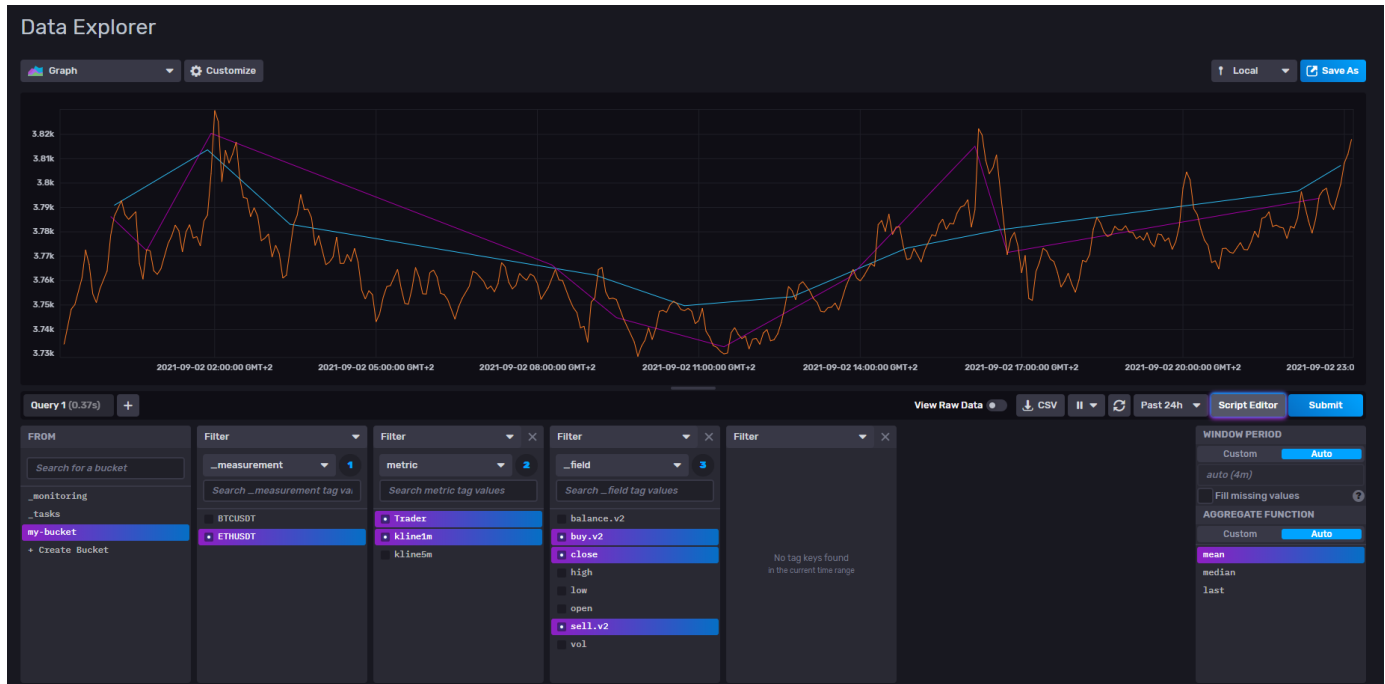 Data Explorer
Graph
Customize
Local
Save As
3.82k
3.81k
3.8k
3.79k
3.78k
3.77k
3.76k
3.75k
3.74k
3.73k
2021-09-02 02:00:00 GMT+2
2021-09-02 05:00:00 GMT+2
2021-09-02 08:00:00 GMT+2
2021-09-02 11:00:00 GMT+2
2021-09-02 14:00:00 GMT+2
2021-09-02 17:00:00 GMT+2
2021-09-02 20:00:00 GMT+2
2021-09-02 23:0
Query 1 (0.37s)
+
View Raw Data
CSV
Past 24h
Script Editor
Submit
FROM
Search for a bucket
_monitoring
_tasks
my-bucket
+ Create Bucket
Filter
_measurement
1
Search _measurement tag va
BTCUSDT
ETHUSDT
Filter
metric
2
Search metric tag values
Trader
kline1m
kline5m
Filter
_field
3
Search _field tag values
balance.v2
buy.v2
close
high
low
open
sell.v2
vol
Filter
No tag keys found
in the current time range
WINDOW PERIOD
Custom
Auto
auto (4m)
Fill missing values
?
AGGREGATE FUNCTION
Custom
Auto
mean
median
last